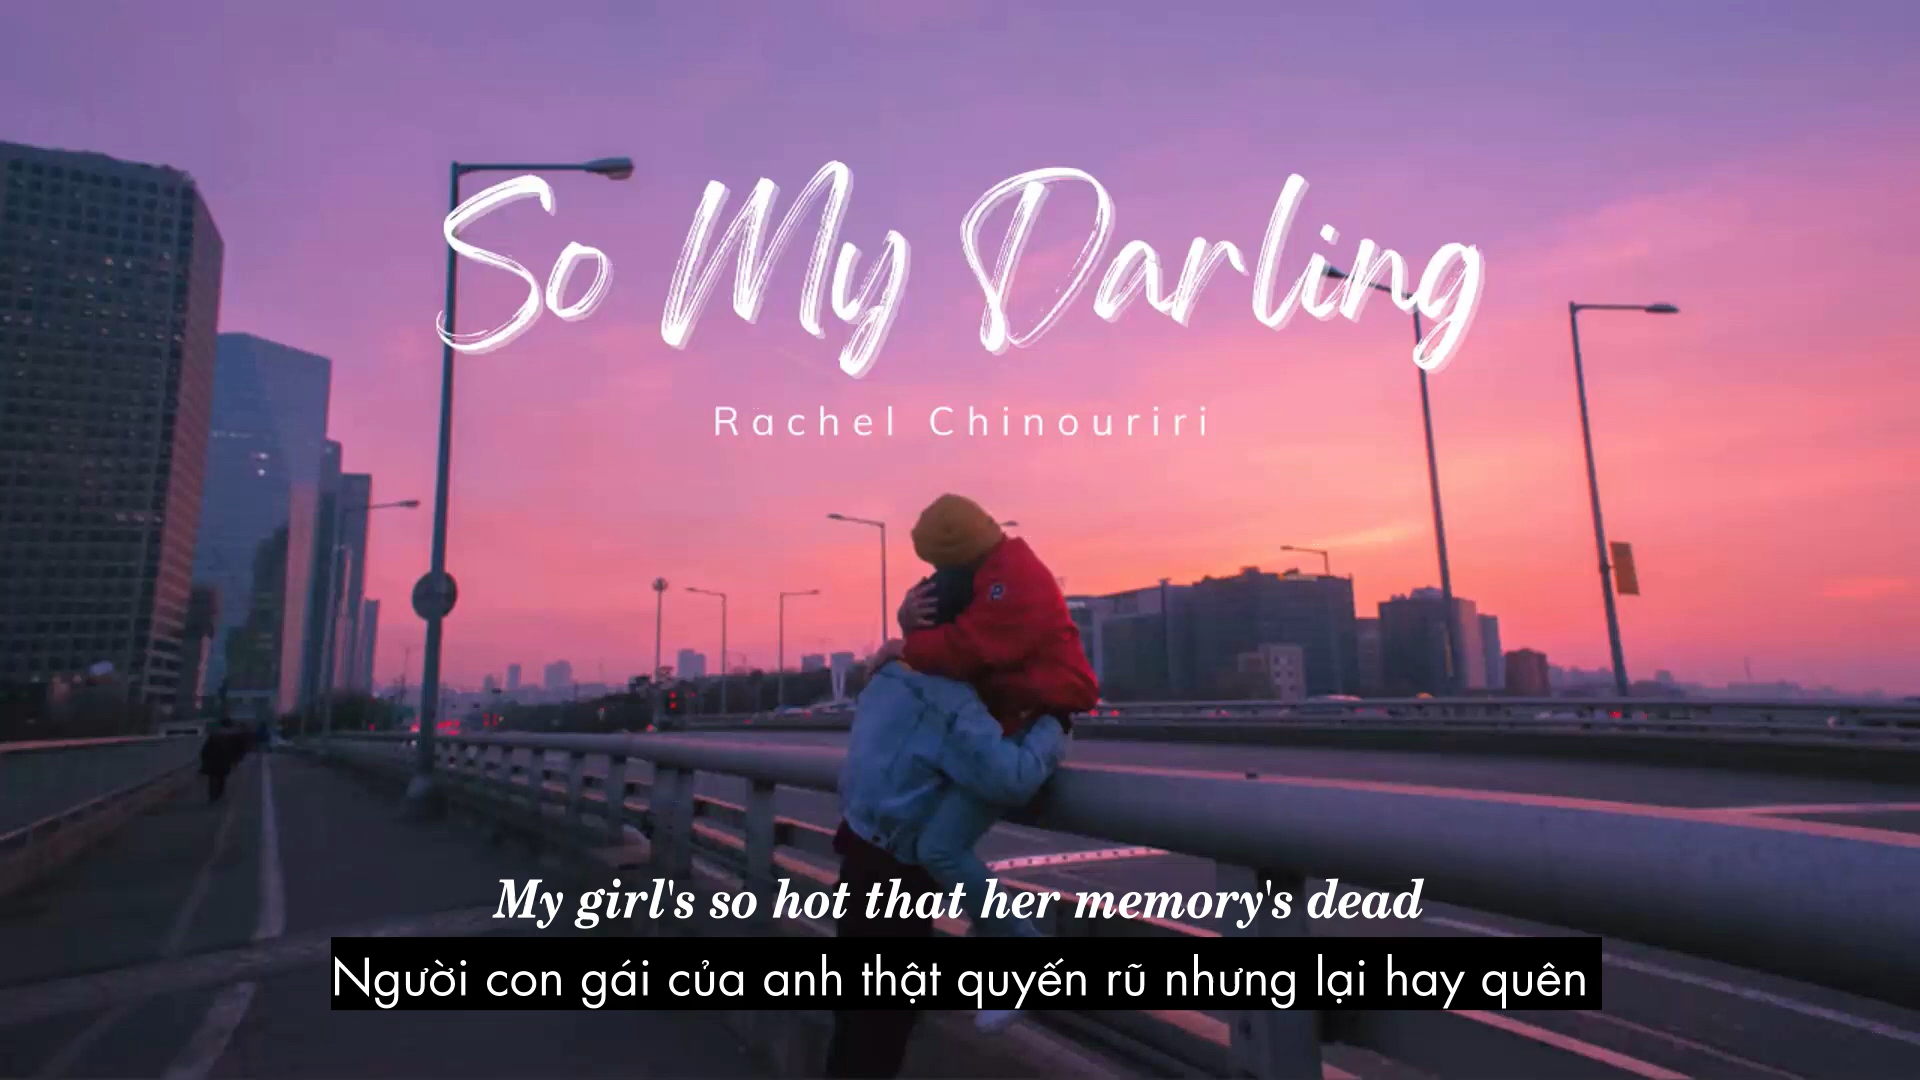 So My Darling
Rachel Chinouriri
My girl's so hot that her memory's dead
Người con gái của anh thật quyến rũ nhưng lại hay quên